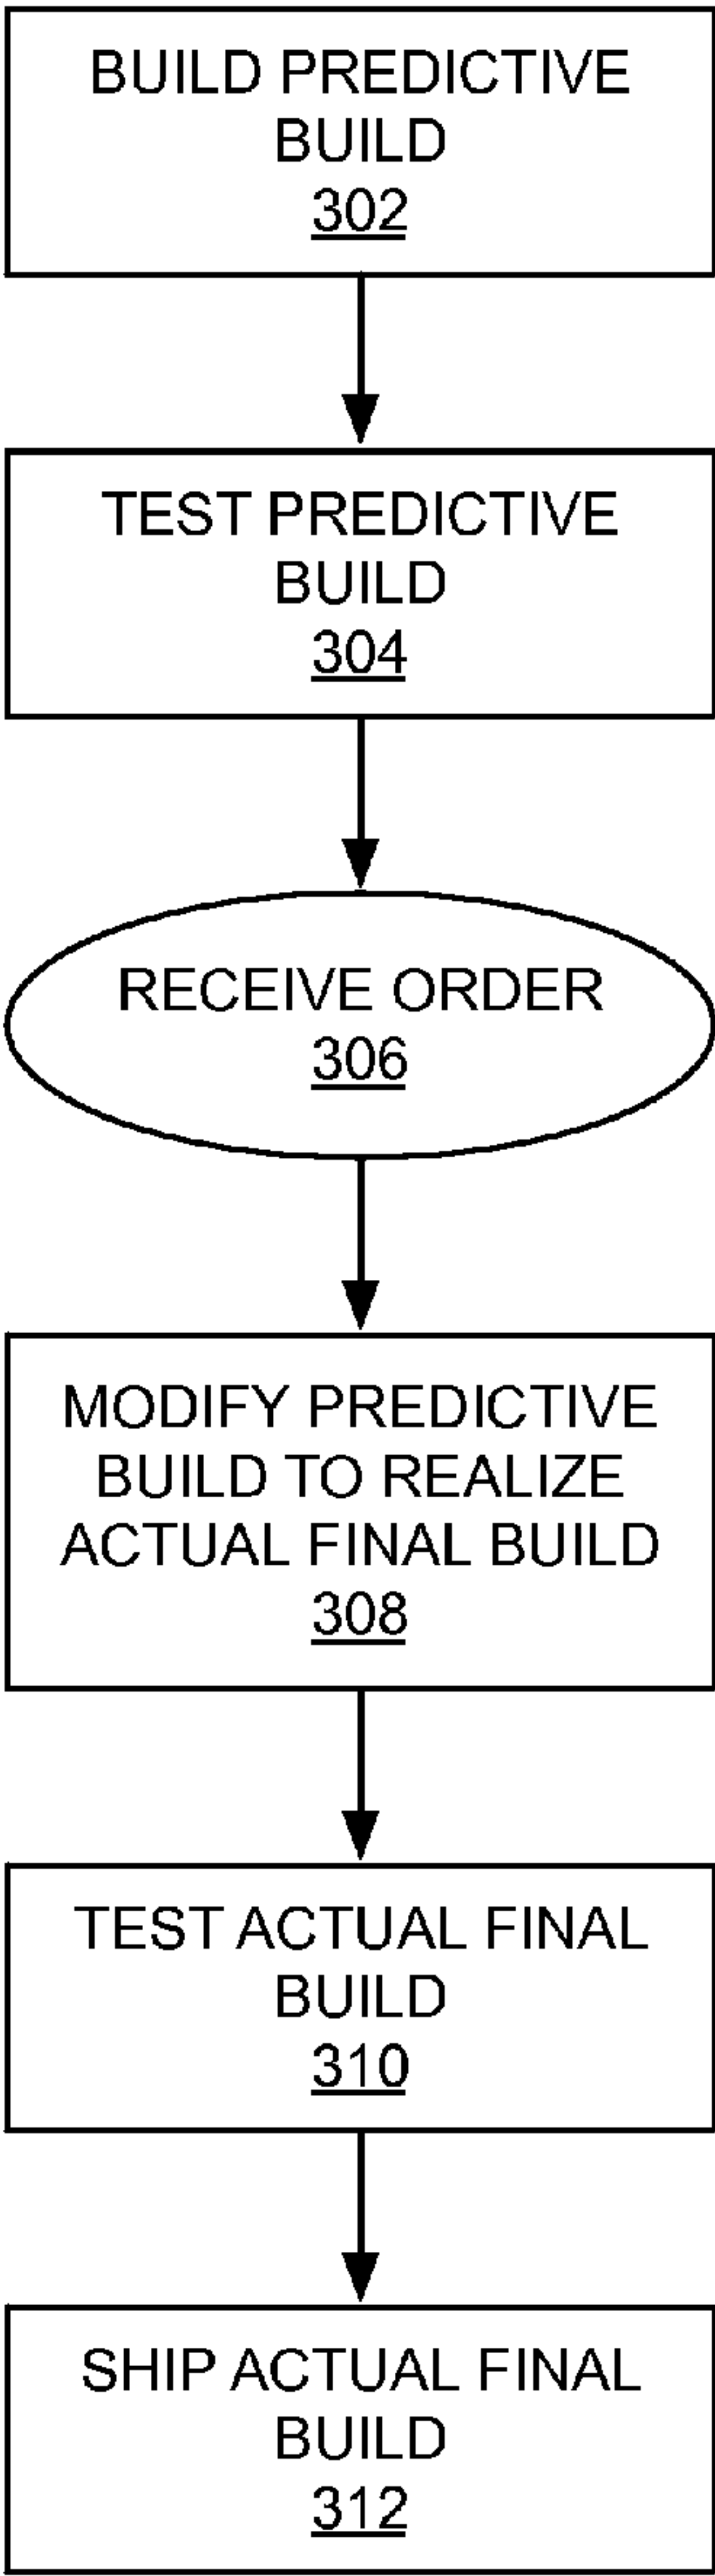 BUILD PREDICTIVE
BUILD
302
TEST PREDICTIVE
BUILD
304
RECEIVE ORDER
306
MODIFY PREDICTIVE
BUILD TO REALIZE
ACTUAL FINAL BUILD
308
TEST ACTUAL FINAL
BUILD
310
SHIP ACTUAL FINAL
BUILD
312